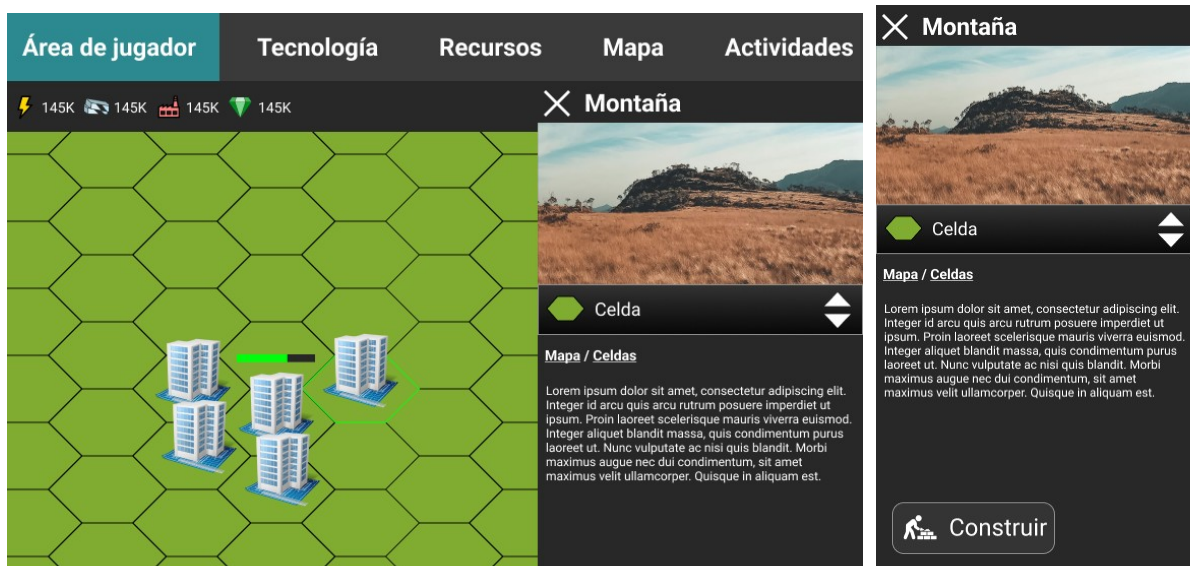 Área de jugador Tecnología Recursos Mapa Actividades
145K 145K 145K 145K
Montaña
Celda
Mapa / Celdas
Lorem ipsum dolor sit amet, consectetur adipiscing elit.
Integer id arcu quis arcu rutrum posuere imperdiet ut
ipsum. Proin laoreet scelerisque mauris viverra euismod.
Integer aliquet blandit massa, quis condimentum purus
laoreet ut. Nunc vulputate ac nisi quis blandit. Morbi
maximus augue nec dui condimentum, sit amet
maximus velit ullamcorper. Quisque in aliquam est.
Montaña
Celda
Mapa / Celdas
Lorem ipsum dolor sit amet, consectetur adipiscing elit.
Integer id arcu quis arcu rutrum posuere imperdiet ut
ipsum. Proin laoreet scelerisque mauris viverra euismod.
Integer aliquet blandit massa, quis condimentum purus
laoreet ut. Nunc vulputate ac nisi quis blandit. Morbi
maximus augue nec dui condimentum, sit amet
maximus velit ullamcorper. Quisque in aliquam est.
Construir